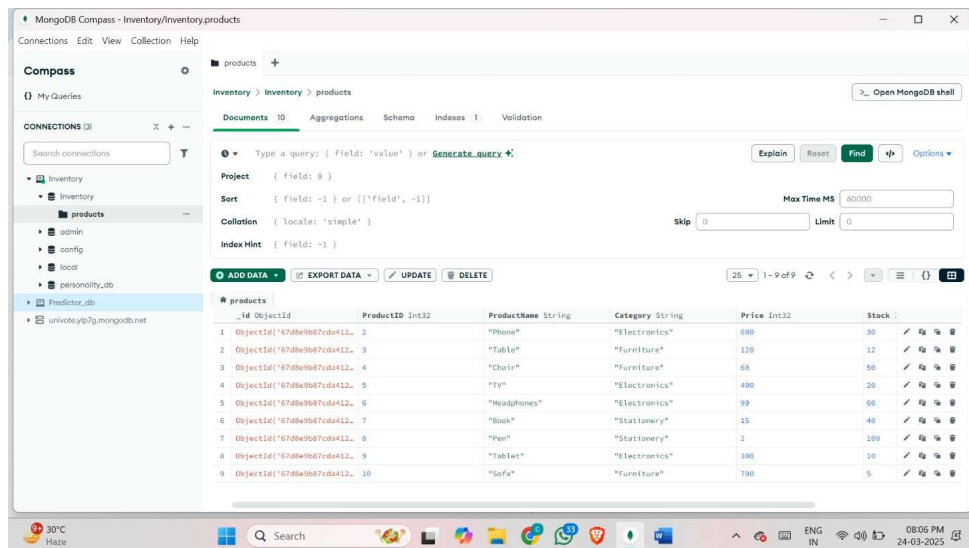 MongoDB Compass - Inventory/Inventory.products
Connections Edit View Collection Help
Compass
{} My Queries
CONNECTIONS (3)
Search connections
Inventory
Inventory
products
admin
config
local
personality_db
Predictor_db
univote.ylp7g.mongodb.net
products
Inventory > Inventory > products
>_ Open MongoDB shell
Documents 10 Aggregations Schema Indexes 1 Validation
Type a query: { field: 'value' } or Generate query
Explain Reset Find </> Options
Project { field: 0 }
Sort { field: -1 } or [['field', -1]] Max Time MS 60000
Collation { locale: 'simple' } Skip 0 Limit 0
Index Hint { field: -1 }
ADD DATA EXPORT DATA UPDATE DELETE 25 1-9 of 9
products
_id ObjectId ProductID Int32 ProductName String Category String Price Int32 Stock
1 ObjectId('67d8e9b87cda412… 2 "Phone" "Electronics" 600 30
2 ObjectId('67d8e9b87cda412… 3 "Table" "Furniture" 120 12
3 ObjectId('67d8e9b87cda412… 4 "Chair" "Furniture" 60 50
4 ObjectId('67d8e9b87cda412… 5 "TV" "Electronics" 400 20
5 ObjectId('67d8e9b87cda412… 6 "Headphones" "Electronics" 90 60
6 ObjectId('67d8e9b87cda412… 7 "Book" "Stationery" 15 40
7 ObjectId('67d8e9b87cda412… 8 "Pen" "Stationery" 2 100
8 ObjectId('67d8e9b87cda412… 9 "Tablet" "Electronics" 300 10
9 ObjectId('67d8e9b87cda412… 10 "Sofa" "Furniture" 700 5
9+ 30°C
Haze
Search
33
ENG
IN
08:06 PM
24-03-2025